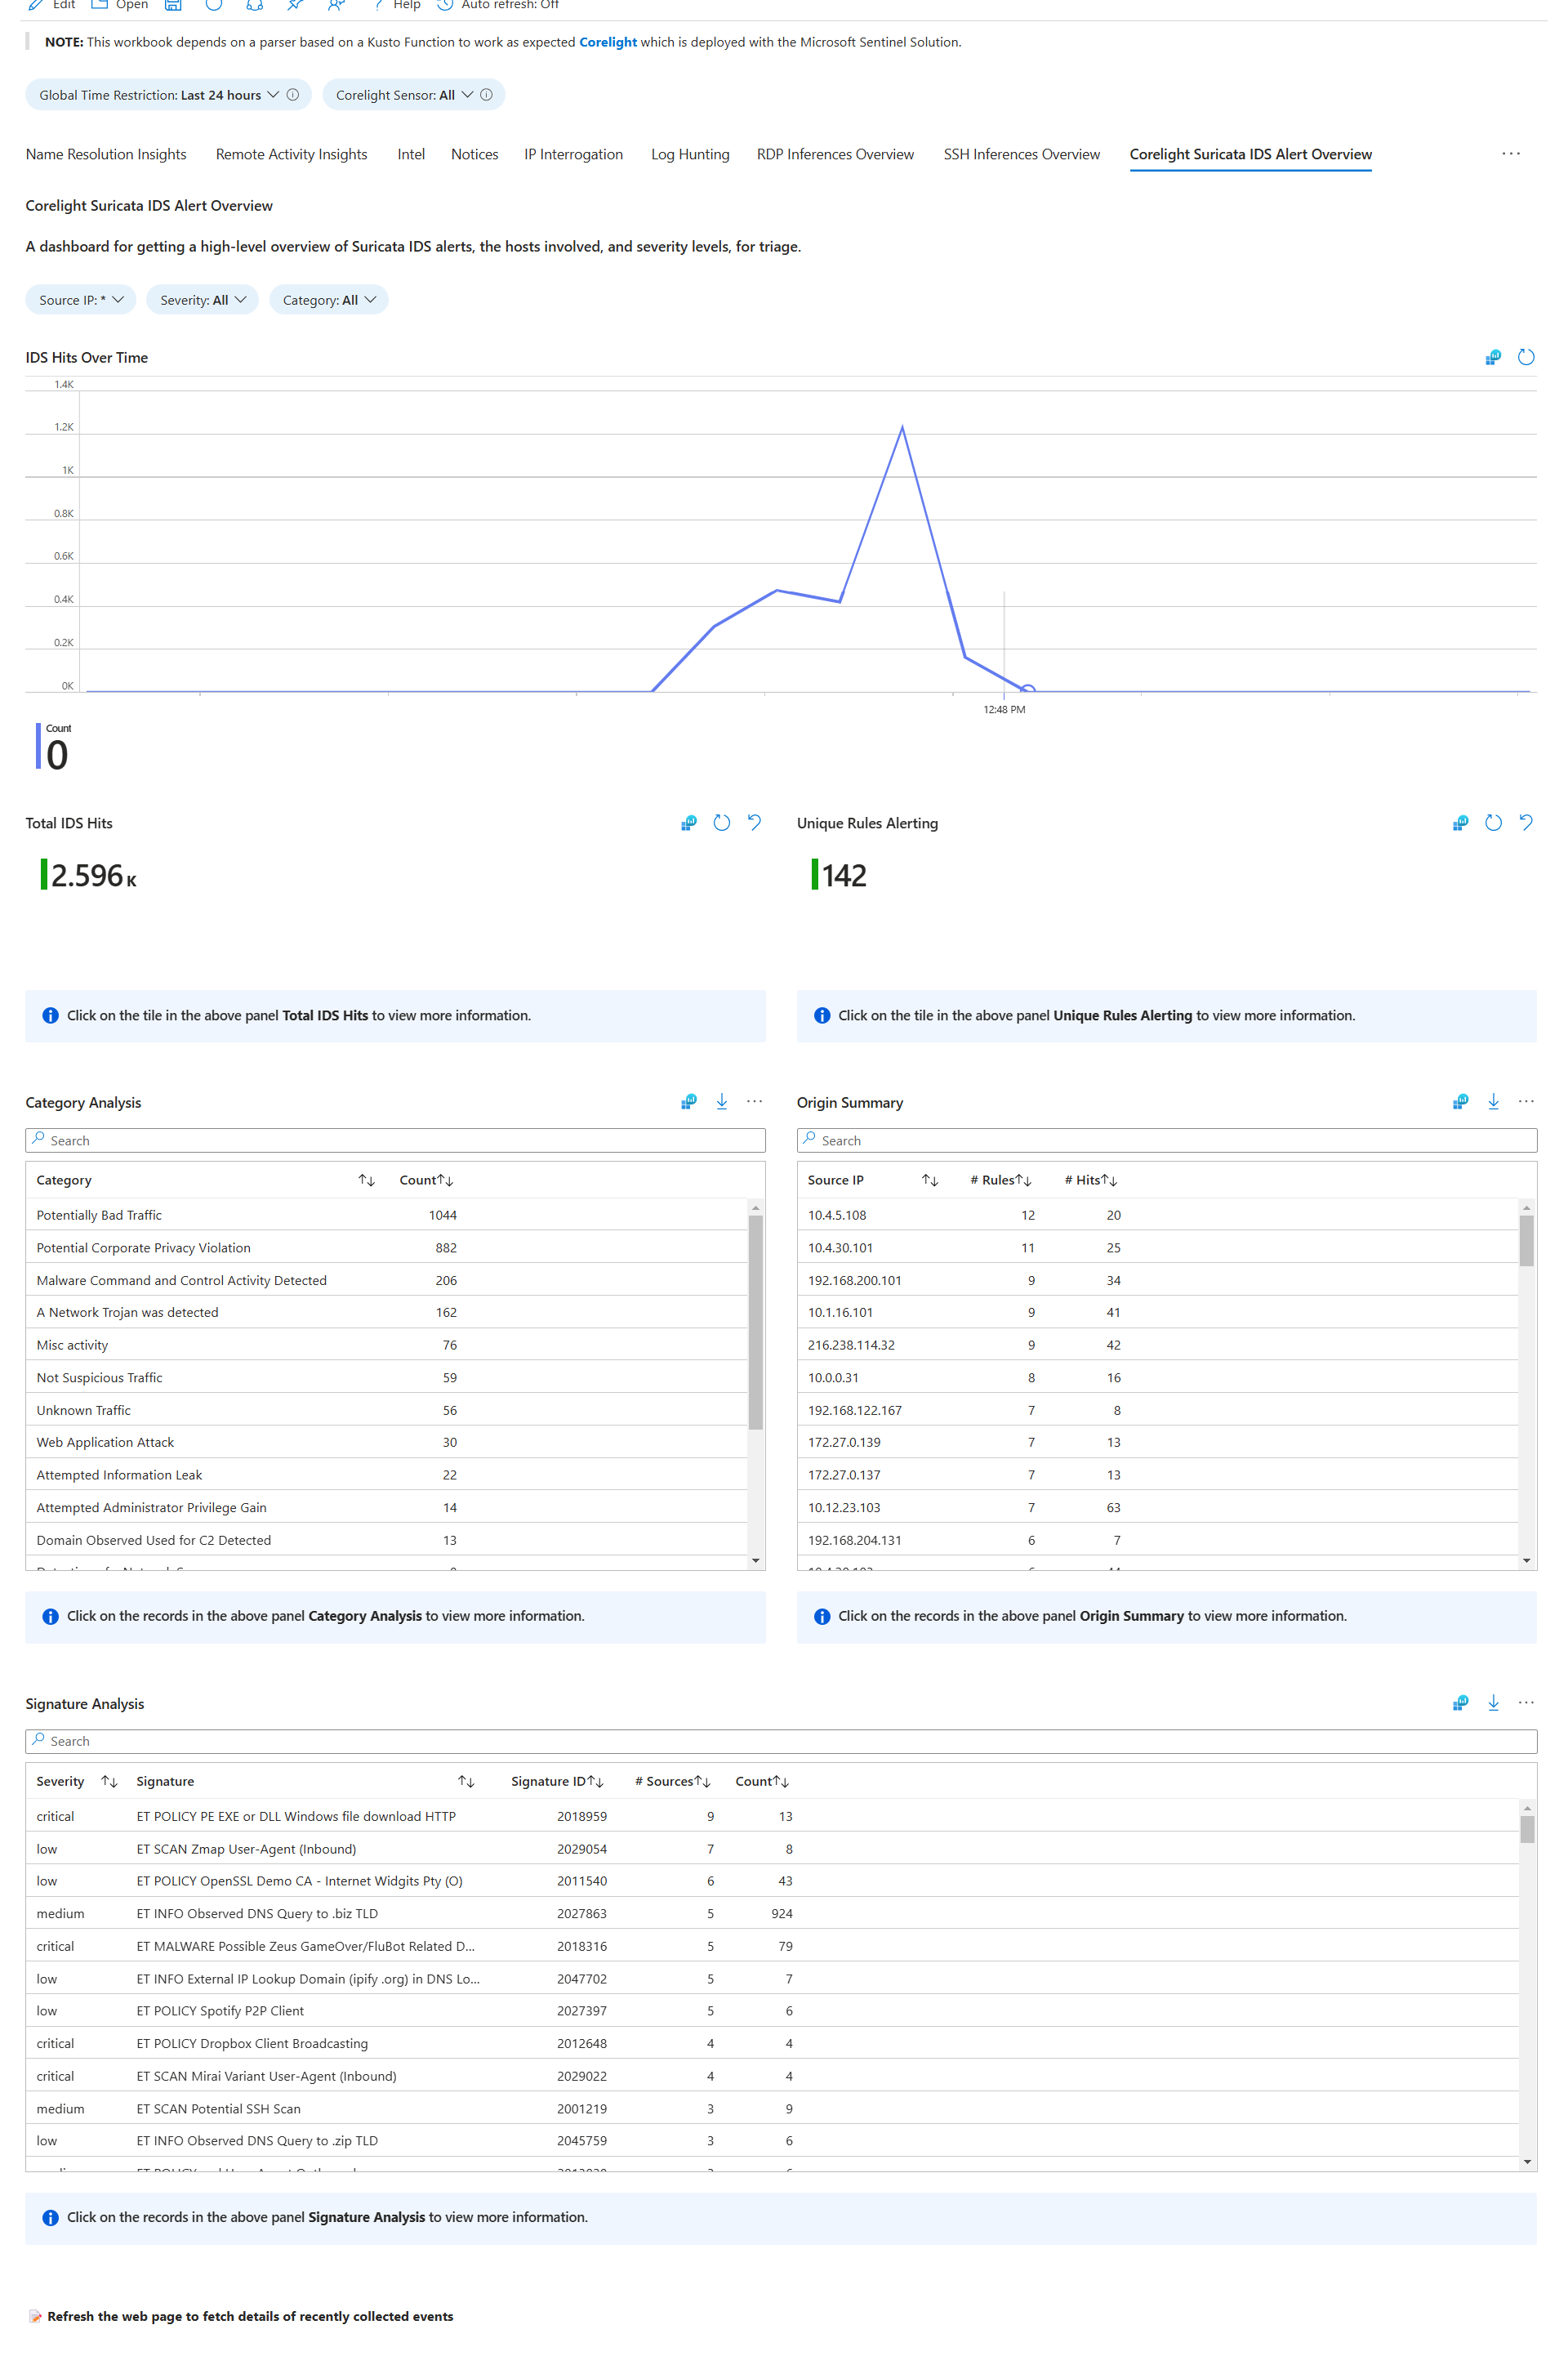 Edit Open Help Auto refresh: Off
NOTE: This workbook depends on a parser based on a Kusto Function to work as expected Corelight which is deployed with the Microsoft Sentinel Solution.
Global Time Restriction: Last 24 hours Corelight Sensor: All
Name Resolution Insights Remote Activity Insights Intel Notices IP Interrogation Log Hunting RDP Inferences Overview SSH Inferences Overview Corelight Suricata IDS Alert Overview ...
Corelight Suricata IDS Alert Overview
A dashboard for getting a high-level overview of Suricata IDS alerts, the hosts involved, and severity levels, for triage.
Source IP: * Severity: All Category: All
IDS Hits Over Time
1.4K
1.2K
1K
0.8K
0.6K
0.4K
0.2K
0K
12:48 PM
Count
0
Total IDS Hits Unique Rules Alerting
2.596 K 142
Click on the tile in the above panel Total IDS Hits to view more information. Click on the tile in the above panel Unique Rules Alerting to view more information.
Category Analysis ... Origin Summary ...
Search Search
Category Count Source IP # Rules # Hits
Potentially Bad Traffic 1044 10.4.5.108 12 20
Potential Corporate Privacy Violation 882 10.4.30.101 11 25
Malware Command and Control Activity Detected 206 192.168.200.101 9 34
A Network Trojan was detected 162 10.1.16.101 9 41
Misc activity 76 216.238.114.32 9 42
Not Suspicious Traffic 59 10.0.0.31 8 16
Unknown Traffic 56 192.168.122.167 7 8
Web Application Attack 30 172.27.0.139 7 13
Attempted Information Leak 22 172.27.0.137 7 13
Attempted Administrator Privilege Gain 14 10.12.23.103 7 63
Domain Observed Used for C2 Detected 13 192.168.204.131 6 7
Click on the records in the above panel Category Analysis to view more information. Click on the records in the above panel Origin Summary to view more information.
Signature Analysis ...
Search
Severity Signature Signature ID # Sources Count
critical ET POLICY PE EXE or DLL Windows file download HTTP 2018959 9 13
low ET SCAN Zmap User-Agent (Inbound) 2029054 7 8
low ET POLICY OpenSSL Demo CA - Internet Widgits Pty (O) 2011540 6 43
medium ET INFO Observed DNS Query to .biz TLD 2027863 5 924
critical ET MALWARE Possible Zeus GameOver/FluBot Related D... 2018316 5 79
low ET INFO External IP Lookup Domain (ipify .org) in DNS Lo... 2047702 5 7
low ET POLICY Spotify P2P Client 2027397 5 6
critical ET POLICY Dropbox Client Broadcasting 2012648 4 4
critical ET SCAN Mirai Variant User-Agent (Inbound) 2029022 4 4
medium ET SCAN Potential SSH Scan 2001219 3 9
low ET INFO Observed DNS Query to .zip TLD 2045759 3 6
Click on the records in the above panel Signature Analysis to view more information.
Refresh the web page to fetch details of recently collected events